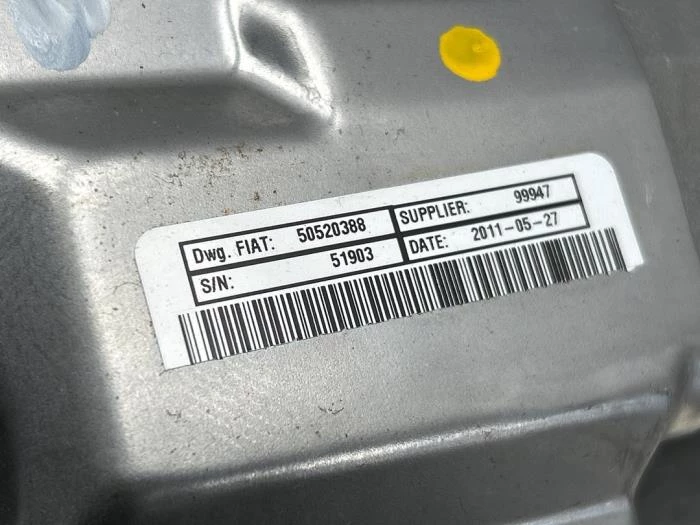 Dwg. FIAT: 50520388 SUPPLIER: 99947
S/N: 51903 DATE: 2011-05-27